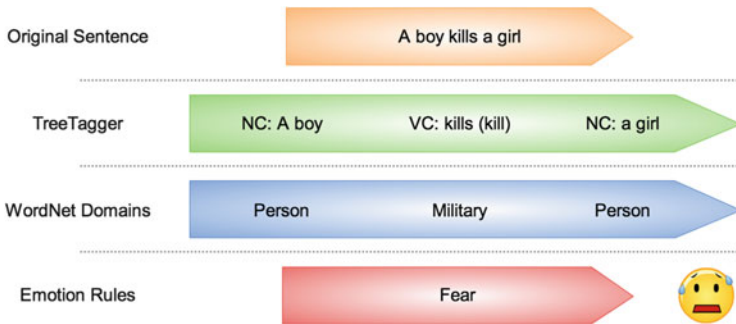 Original Sentence A boy kills a girl
TreeTagger NC: A boy VC: kills (kill) NC: a girl
WordNet Domains Person Military Person
Emotion Rules Fear